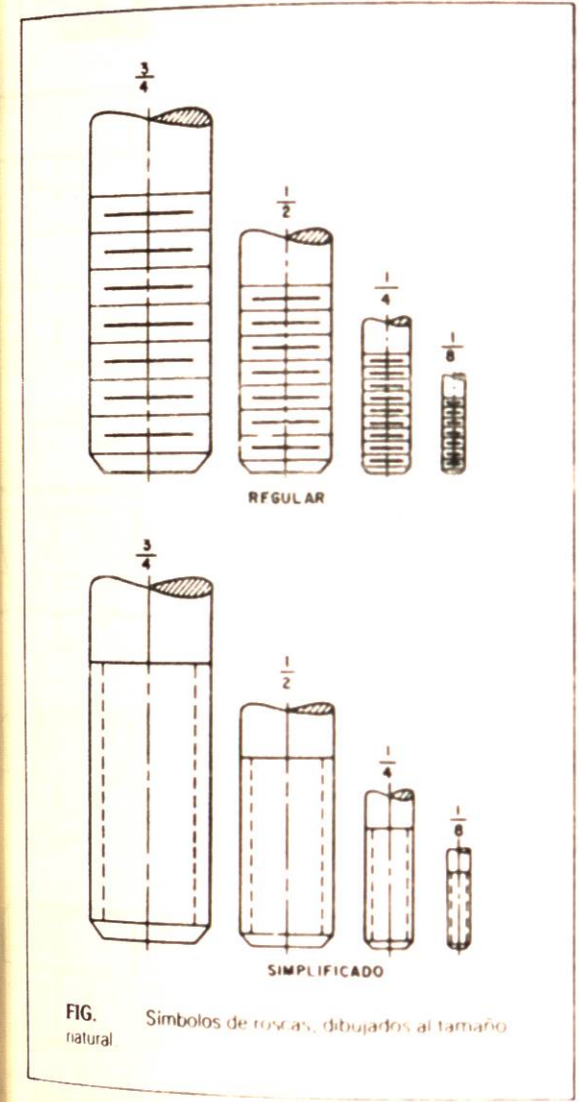 3/4
1/2
1/4
1/8
REGULAR
3/4
1/2
1/4
1/8
SIMPLIFICADO
FIG. Símbolos de roscas, dibujados al tamaño
natural